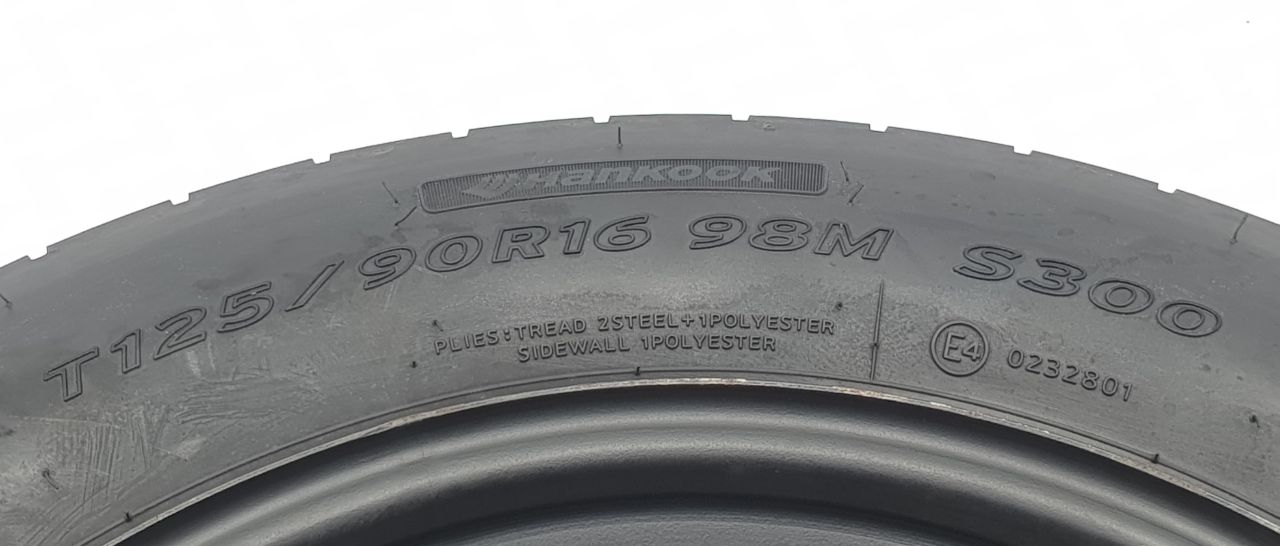 Hankook
T125/90R16 98M S300
PLIES:TREAD 2STEEL+1POLYESTER
SIDEWALL 1POLYESTER
E4 0232801